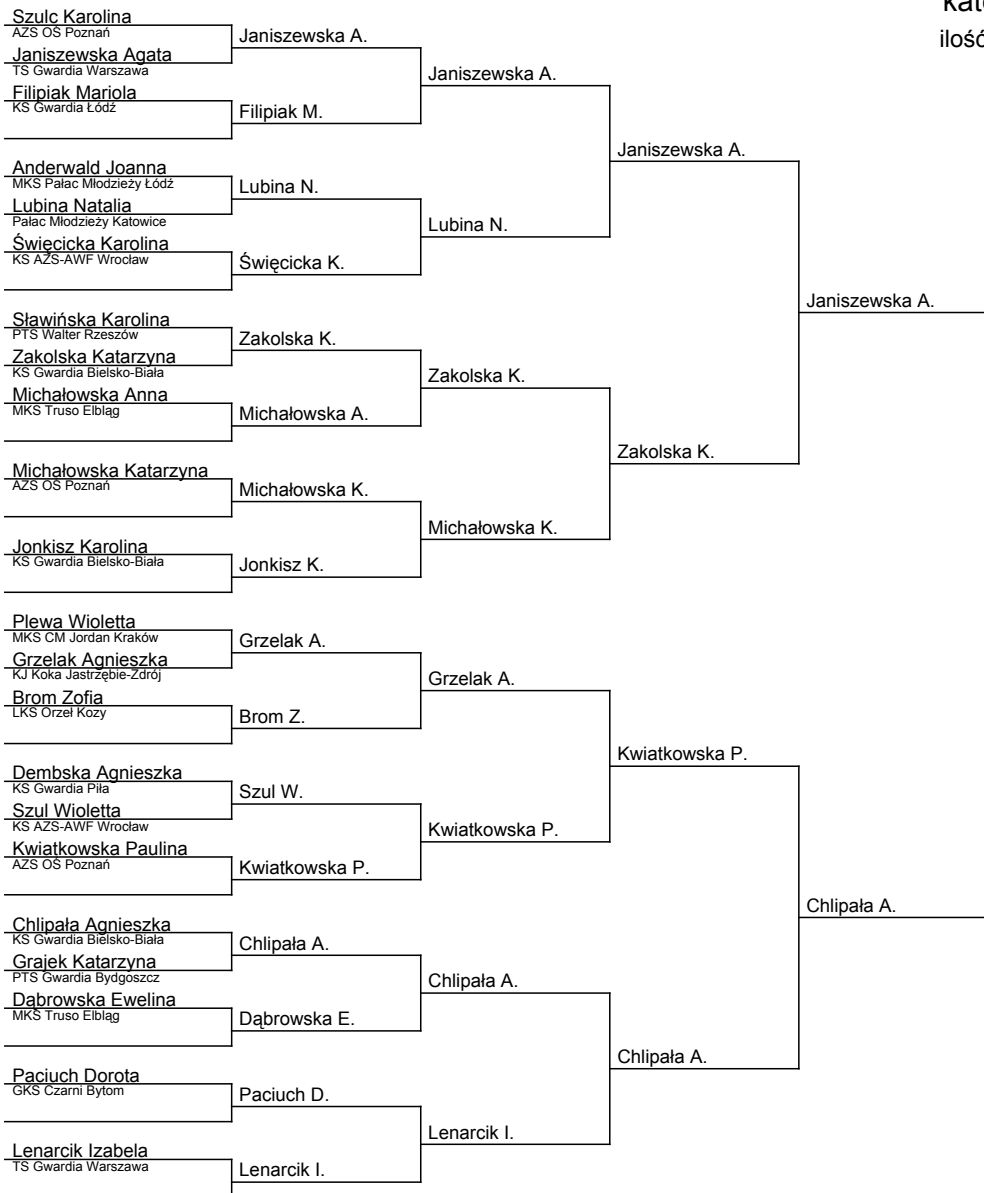 Szulc Karolina
AZS OŚ Poznań
Janiszewska Agata
TS Gwardia Warszawa
Filipiak Mariola
KS Gwardia Łódź
Anderwald Joanna
MKS Pałac Młodzieży Łódź
Lubina Natalia
Pałac Młodzieży Katowice
Święcicka Karolina
KS AZS-AWF Wrocław
Sławińska Karolina
PTS Walter Rzeszów
Zakolska Katarzyna
KS Gwardia Bielsko-Biała
Michałowska Anna
MKS Truso Elbląg
Michałowska Katarzyna
AZS OŚ Poznań
Jonkisz Karolina
KS Gwardia Bielsko-Biała
Plewa Wioletta
MKS CM Jordan Kraków
Grzelak Agnieszka
KJ Koka Jastrzębie-Zdrój
Brom Zofia
LKS Orzeł Kozy
Dembska Agnieszka
KS Gwardia Piła
Szul Wioletta
KS AZS-AWF Wrocław
Kwiatkowska Paulina
AZS OŚ Poznań
Chlipała Agnieszka
KS Gwardia Bielsko-Biała
Grajek Katarzyna
PTS Gwardia Bydgoszcz
Dąbrowska Ewelina
MKS Truso Elbląg
Paciuch Dorota
GKS Czarni Bytom
Lenarcik Izabela
TS Gwardia Warszawa
Janiszewska A.
Filipiak M.
Lubina N.
Święcicka K.
Zakolska K.
Michałowska A.
Michałowska K.
Jonkisz K.
Grzelak A.
Brom Z.
Szul W.
Kwiatkowska P.
Chlipała A.
Dąbrowska E.
Paciuch D.
Lenarcik I.
Janiszewska A.
Lubina N.
Zakolska K.
Michałowska K.
Grzelak A.
Kwiatkowska P.
Chlipała A.
Lenarcik I.
Janiszewska A.
Zakolska K.
Kwiatkowska P.
Chlipała A.
Janiszewska A.
Chlipała A.
ilość